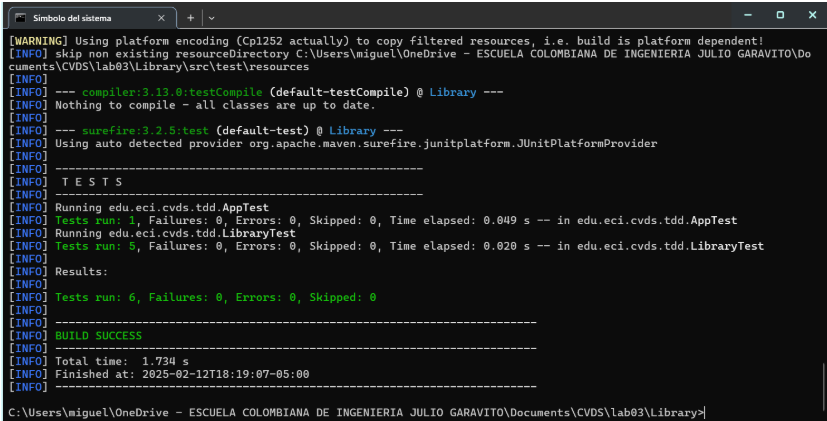 Símbolo del sistema
[WARNING] Using platform encoding (Cp1252 actually) to copy filtered resources, i.e. build is platform dependent!
[INFO] skip non existing resourceDirectory C:\Users\miguel\OneDrive - ESCUELA COLOMBIANA DE INGENIERIA JULIO GARAVITO\Do
cuments\CVDS\lab03\Library\src\test\resources
[INFO]
[INFO] --- compiler:3.13.0:testCompile (default-testCompile) @ Library ---
[INFO] Nothing to compile - all classes are up to date.
[INFO]
[INFO] --- surefire:3.2.5:test (default-test) @ Library ---
[INFO] Using auto detected provider org.apache.maven.surefire.junitplatform.JUnitPlatformProvider
[INFO]
[INFO] -------------------------------------------------------
[INFO]  T E S T S
[INFO] -------------------------------------------------------
[INFO] Running edu.eci.cvds.tdd.AppTest
[INFO] Tests run: 1, Failures: 0, Errors: 0, Skipped: 0, Time elapsed: 0.049 s -- in edu.eci.cvds.tdd.AppTest
[INFO] Running edu.eci.cvds.tdd.LibraryTest
[INFO] Tests run: 5, Failures: 0, Errors: 0, Skipped: 0, Time elapsed: 0.020 s -- in edu.eci.cvds.tdd.LibraryTest
[INFO]
[INFO] Results:
[INFO]
[INFO] Tests run: 6, Failures: 0, Errors: 0, Skipped: 0
[INFO]
[INFO] ------------------------------------------------------------------------
[INFO] BUILD SUCCESS
[INFO] ------------------------------------------------------------------------
[INFO] Total time:  1.734 s
[INFO] Finished at: 2025-02-12T18:19:07-05:00
[INFO] ------------------------------------------------------------------------
C:\Users\miguel\OneDrive - ESCUELA COLOMBIANA DE INGENIERIA JULIO GARAVITO\Documents\CVDS\lab03\Library>